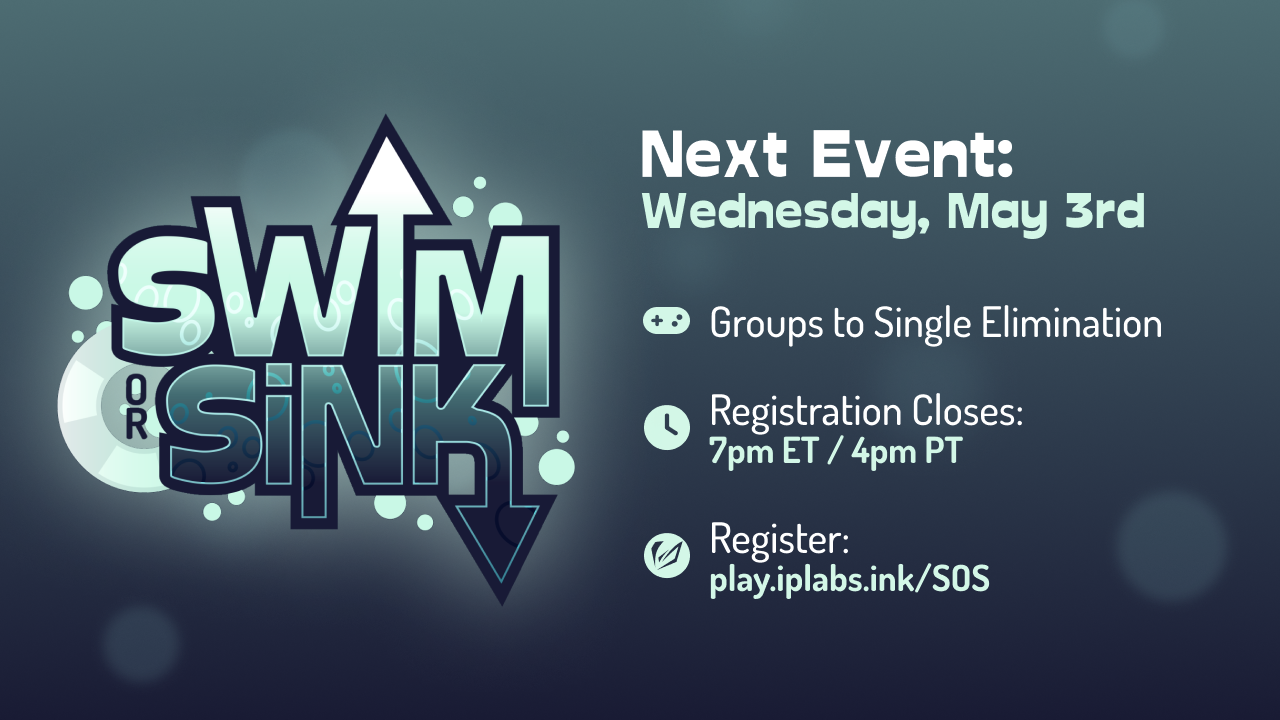 SWIM
OR
SiNK
Next Event:
Wednesday, May 3rd
Groups to Single Elimination
Registration Closes:
7pm ET / 4pm PT
Register:
play.iplabs.ink/SOS